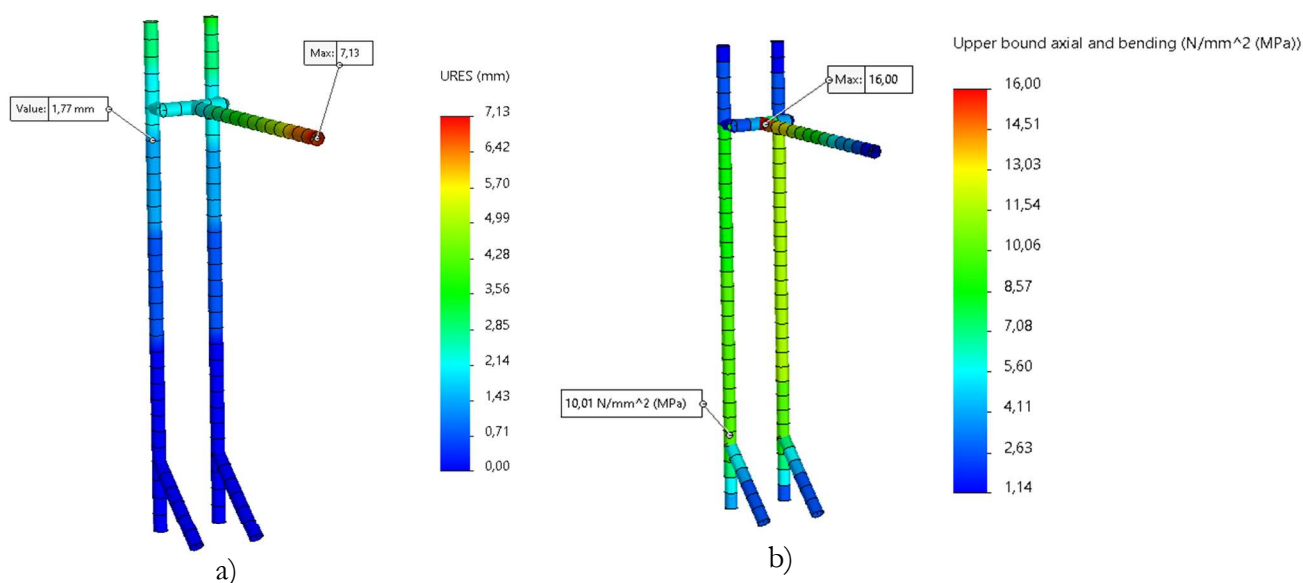 Max: 7,13
Value: 1,77 mm
URES (mm)
7,13
6,42
5,70
4,99
4,28
3,56
2,85
2,14
1,43
0,71
0,00
a)
Upper bound axial and bending (N/mm^2 (MPa))
Max: 16,00
16,00
14,51
13,03
11,54
10,06
8,57
7,08
5,60
4,11
2,63
1,14
10,01 N/mm^2 (MPa)
b)